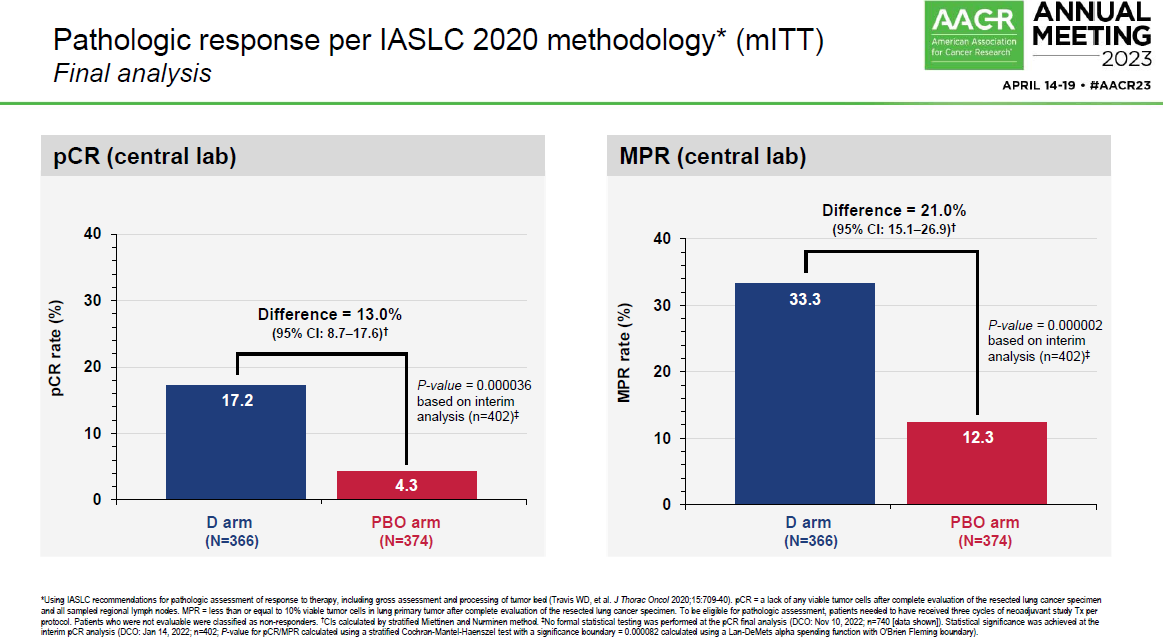 Pathologic response per IASLC 2020 methodology* (mITT)
Final analysis
AACR
American Association
for Cancer Research®
ANNUAL
MEETING
2023
APRIL 14-19 • #AACR23
pCR (central lab)
40
30
20
10
0
pCR rate (%)
Difference = 13.0%
(95% CI: 8.7–17.6)†
P-value = 0.000036
based on interim
analysis (n=402)‡
17.2
4.3
D arm
(N=366)
PBO arm
(N=374)
MPR (central lab)
Difference = 21.0%
(95% CI: 15.1–26.9)†
40
30
20
10
0
MPR rate (%)
33.3
P-value = 0.000002
based on interim
analysis (n=402)‡
12.3
D arm
(N=366)
PBO arm
(N=374)
*Using IASLC recommendations for pathologic assessment of response to therapy, including gross assessment and processing of tumor bed (Travis WD, et al. J Thorac Oncol 2020;15:709-40). pCR = a lack of any viable tumor cells after complete evaluation of the resected lung cancer specimen
and all sampled regional lymph nodes. MPR = less than or equal to 10% viable tumor cells in lung primary tumor after complete evaluation of the resected lung cancer specimen. To be eligible for pathologic assessment, patients needed to have received three cycles of neoadjuvant study Tx per
protocol. Patients who were not evaluable were classified as non-responders. †CIs calculated by stratified Miettinen and Nurminen method. ‡No formal statistical testing was performed at the pCR final analysis (DCO: Nov 10, 2022; n=740 [data shown]). Statistical significance was achieved at the
interim pCR analysis (DCO: Jan 14, 2022; n=402; P-value for pCR/MPR calculated using a stratified Cochran-Mantel-Haenszel test with a significance boundary = 0.000082 calculated using a Lan-DeMets alpha spending function with O'Brien Fleming boundary).